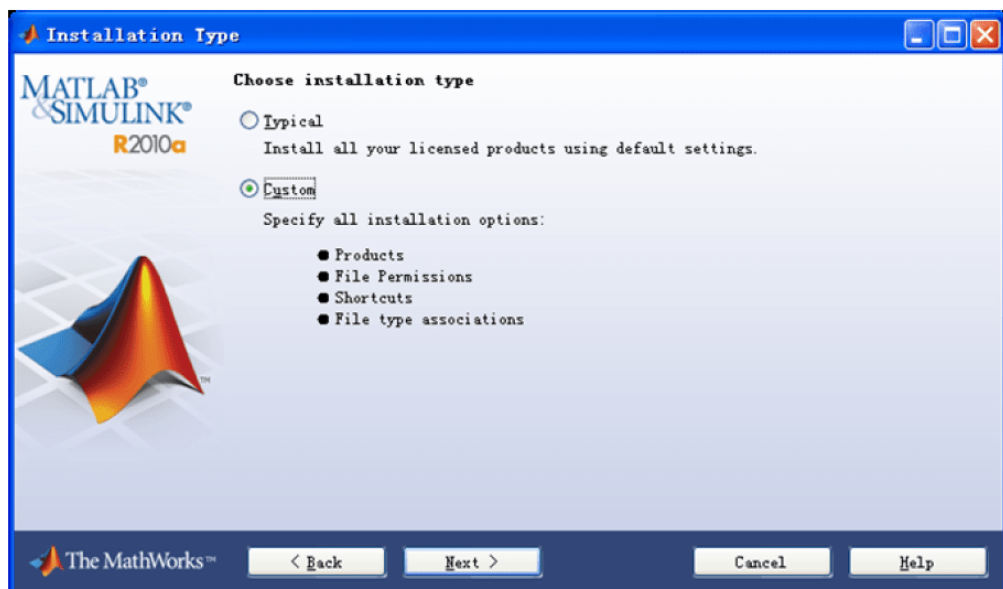 Installation Type
MATLAB®
&SIMULINK®
R2010a
Choose installation type
Typical
Install all your licensed products using default settings.
Custom
Specify all installation options:
● Products
● File Permissions
● Shortcuts
● File type associations
TM
The MathWorks™
< Back
Next >
Cancel
Help